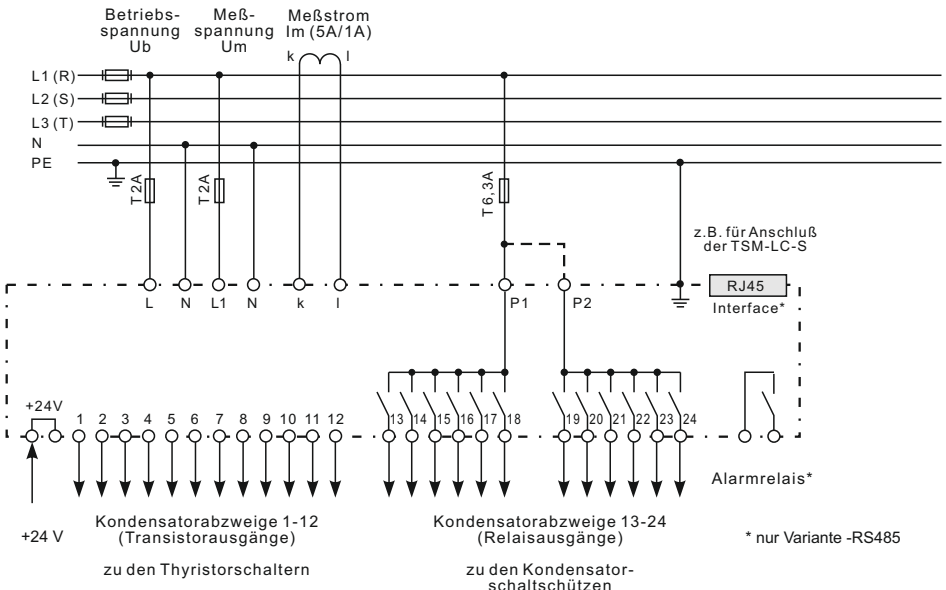 Betriebs-
spannung
Ub
Meß-
spannung
Um
Meßstrom
Im (5A/1A)
k
l
L1 (R)
L2 (S)
L3 (T)
N
PE
T2A
T2A
T6,3A
z.B. für Anschluß
der TSM-LC-S
L N L1 N k l P1 P2
RJ45
Interface*
+24V
1 2 3 4 5 6 7 8 9 10 11 12
13 14 15 16 17 18
19 20 21 22 23 24
Alarmrelais*
+24 V
Kondensatorabzweige 1-12
(Transistorausgänge)
zu den Thyristorschaltern
Kondensatorabzweige 13-24
(Relaisausgänge)
zu den Kondensator-
schaltschützen
* nur Variante -RS485